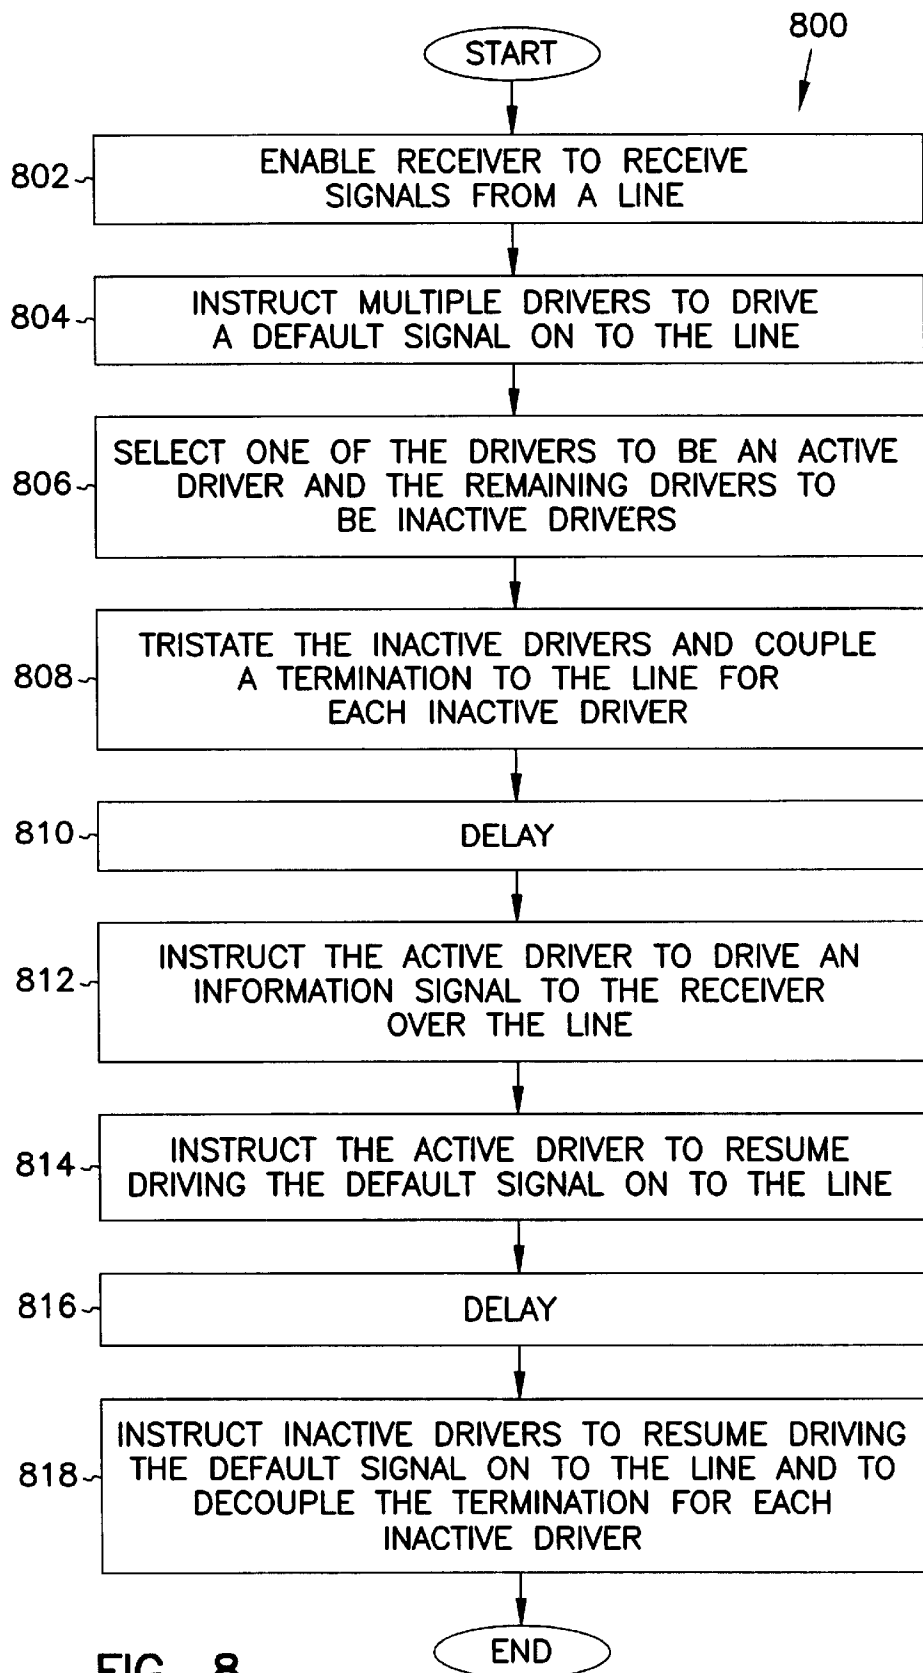 800
START
802
ENABLE RECEIVER TO RECEIVE
SIGNALS FROM A LINE
804
INSTRUCT MULTIPLE DRIVERS TO DRIVE
A DEFAULT SIGNAL ON TO THE LINE
806
SELECT ONE OF THE DRIVERS TO BE AN ACTIVE
DRIVER AND THE REMAINING DRIVERS TO
BE INACTIVE DRIVERS
808
TRISTATE THE INACTIVE DRIVERS AND COUPLE
A TERMINATION TO THE LINE FOR
EACH INACTIVE DRIVER
810
DELAY
812
INSTRUCT THE ACTIVE DRIVER TO DRIVE AN
INFORMATION SIGNAL TO THE RECEIVER
OVER THE LINE
814
INSTRUCT THE ACTIVE DRIVER TO RESUME
DRIVING THE DEFAULT SIGNAL ON TO THE LINE
816
DELAY
818
INSTRUCT INACTIVE DRIVERS TO RESUME DRIVING
THE DEFAULT SIGNAL ON TO THE LINE AND TO
DECOUPLE THE TERMINATION FOR EACH
INACTIVE DRIVER
END
FIG. 8